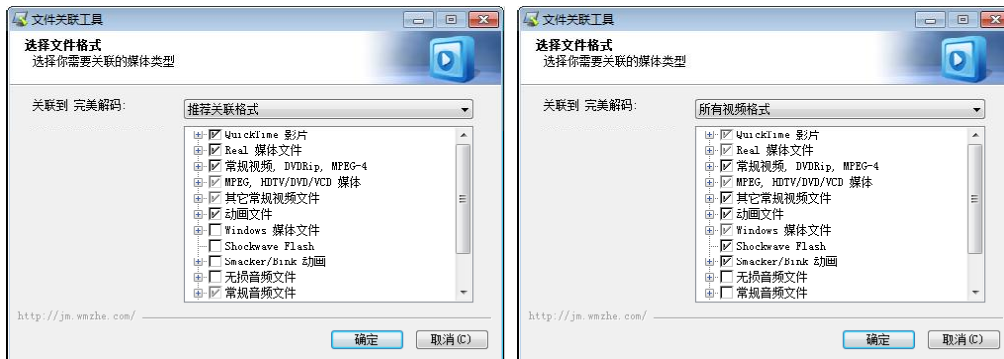 文件关联工具
选择文件格式
选择你需要关联的媒体类型
关联到 完美解码:
推荐关联格式
QuickTime 影片
Real 媒体文件
常规视频, DVDRip, MPEG-4
MPEG, HDTV/DVD/VCD 媒体
其它常规视频文件
动画文件
Windows 媒体文件
Shockwave Flash
Smacker/Bink 动画
无损音频文件
常规音频文件
http://jm.wmzhe.com/
确定
取消(C)
文件关联工具
选择文件格式
选择你需要关联的媒体类型
关联到 完美解码:
所有视频格式
QuickTime 影片
Real 媒体文件
常规视频, DVDRip, MPEG-4
MPEG, HDTV/DVD/VCD 媒体
其它常规视频文件
动画文件
Windows 媒体文件
Shockwave Flash
Smacker/Bink 动画
无损音频文件
常规音频文件
http://jm.wmzhe.com/
确定
取消(C)